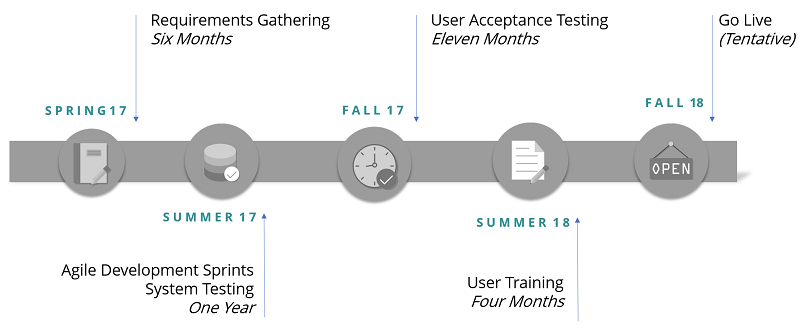 Requirements Gathering
Six Months
User Acceptance Testing
Eleven Months
Go Live
(Tentative)
SPRING17
FALL 17
FALL 18
OPEN
SUMMER 17
SUMMER 18
Agile Development Sprints
System Testing
One Year
User Training
Four Months